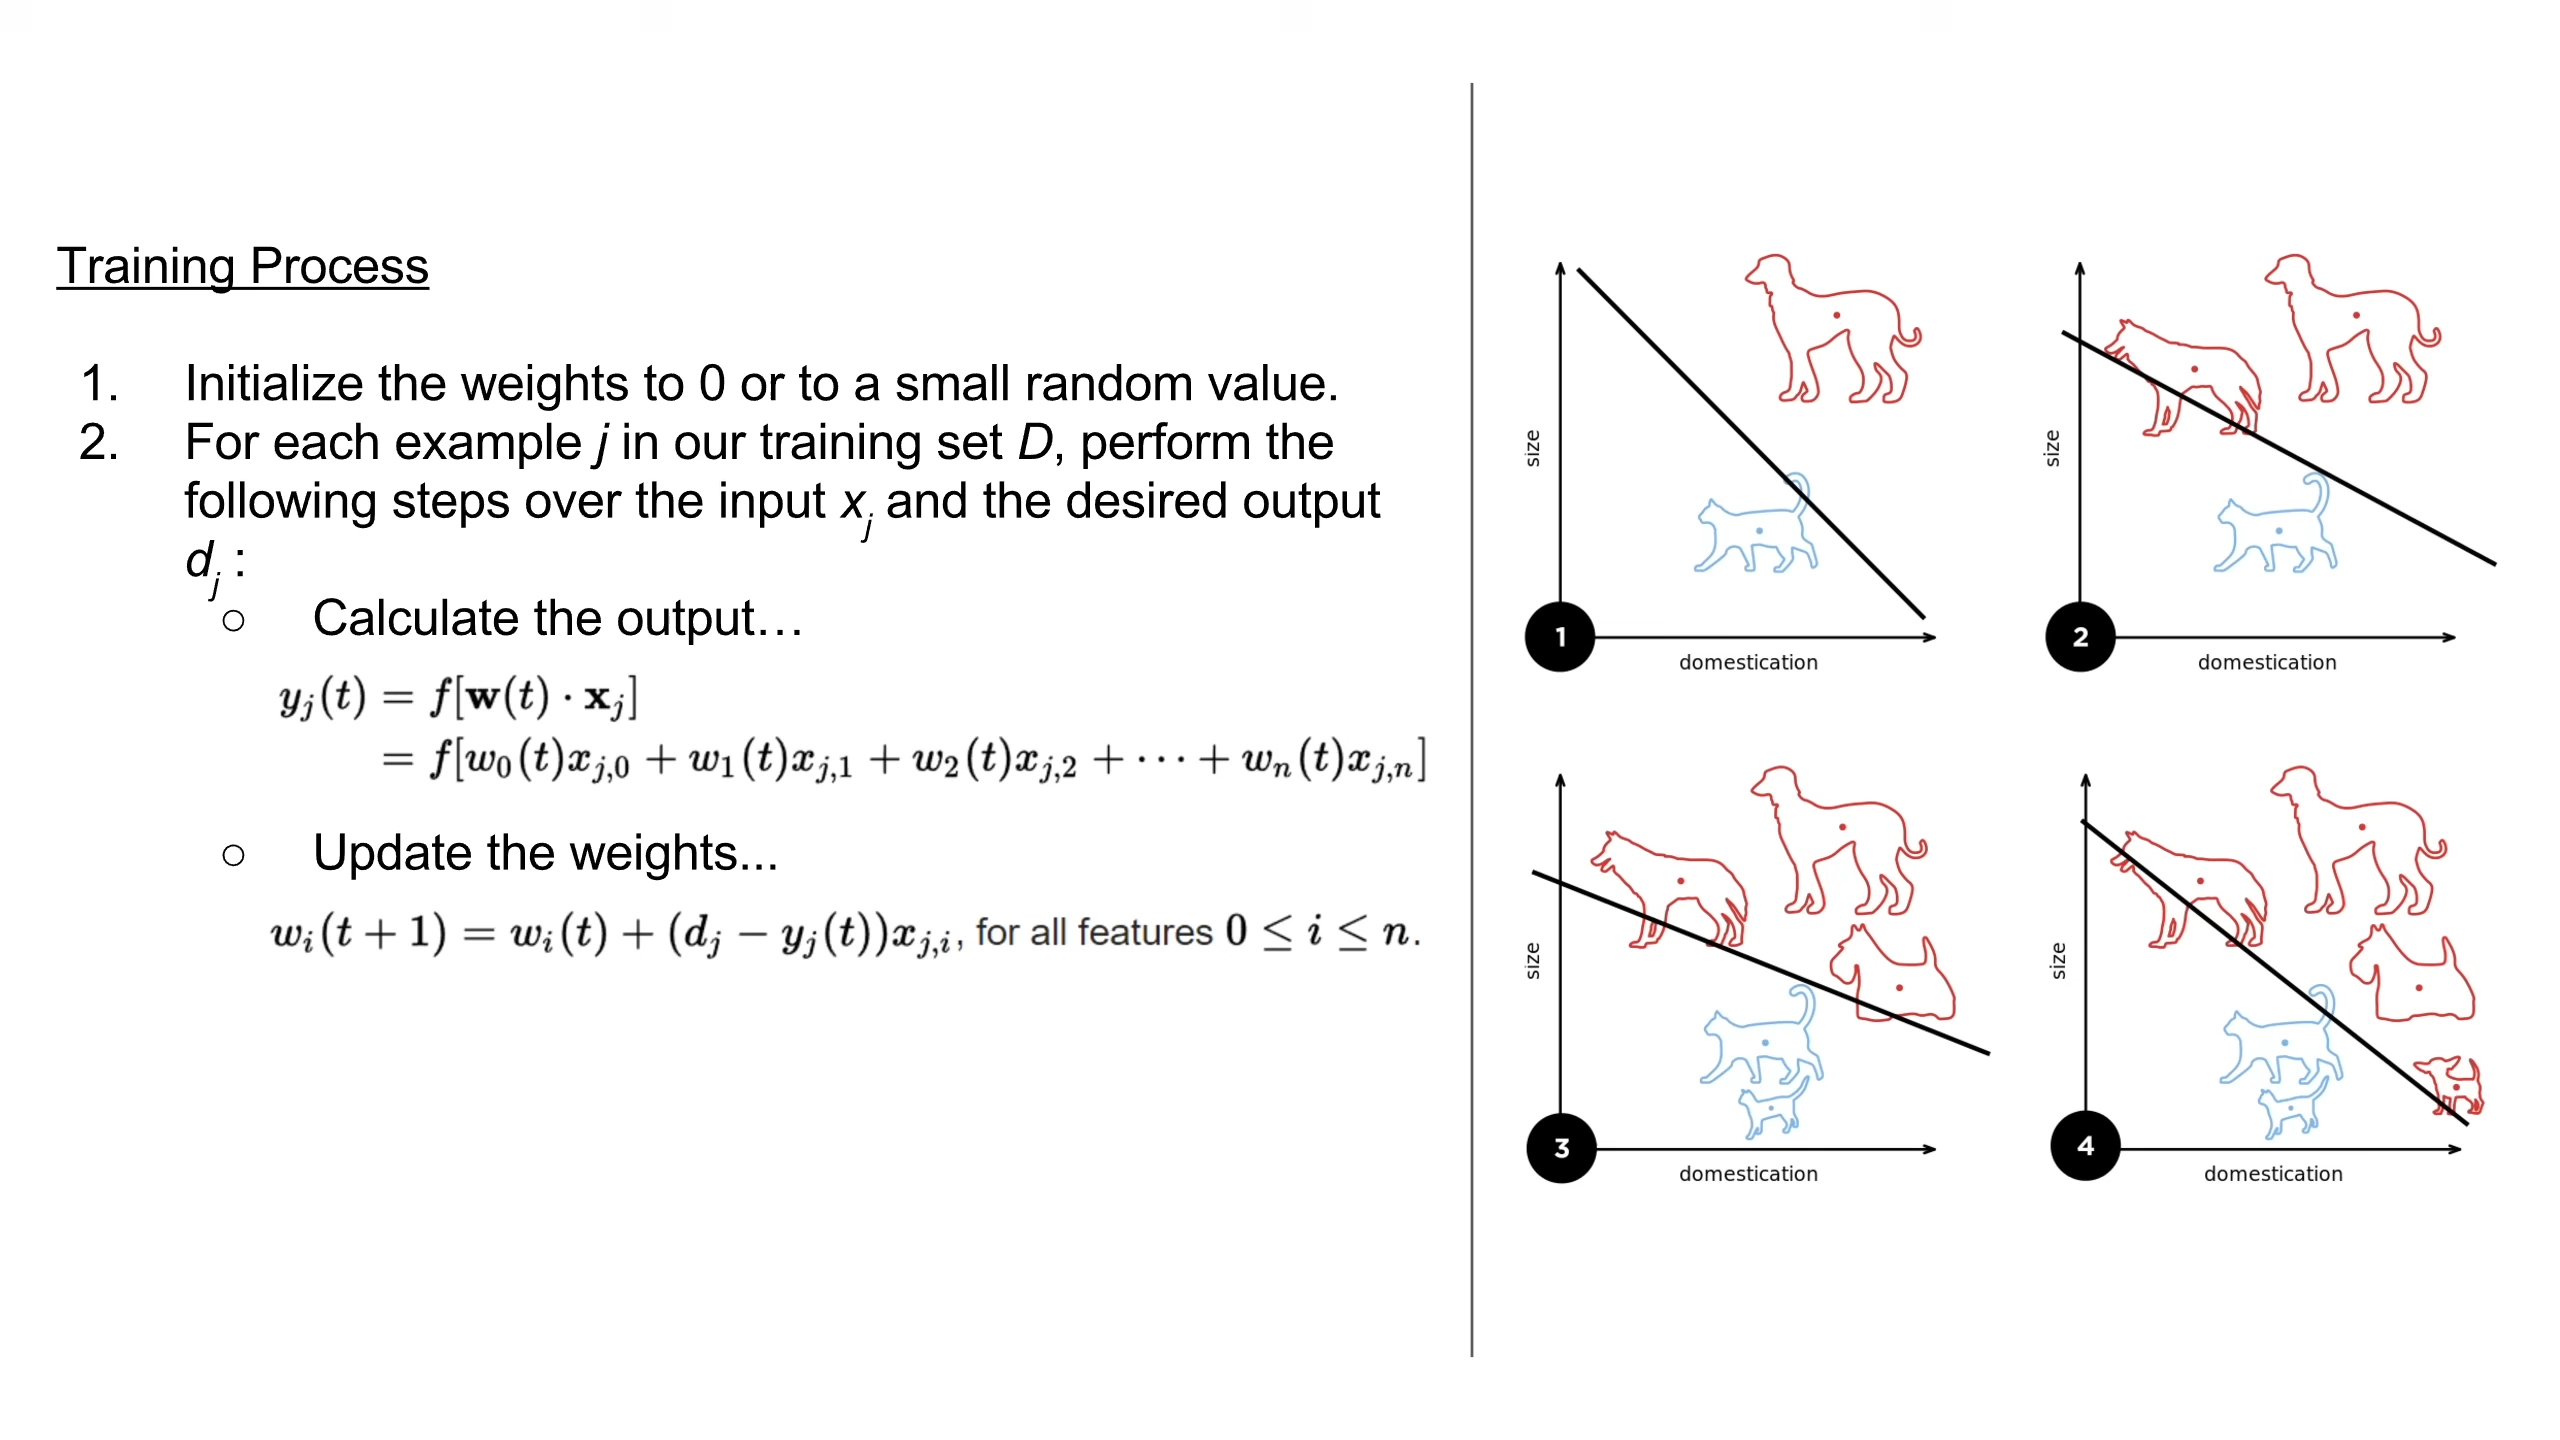 Training Process
1. Initialize the weights to 0 or to a small random value.
2. For each example j in our training set D, perform the
following steps over the input x_j and the desired output
d_j :
○ Calculate the output…
y_j(t) = f[w(t) · x_j]
= f[w_0(t)x_{j,0} + w_1(t)x_{j,1} + w_2(t)x_{j,2} + ⋯ + w_n(t)x_{j,n}]
○ Update the weights...
w_i(t + 1) = w_i(t) + (d_j − y_j(t))x_{j,i}, for all features 0 ≤ i ≤ n.
size
1
domestication
size
2
domestication
size
3
domestication
size
4
domestication